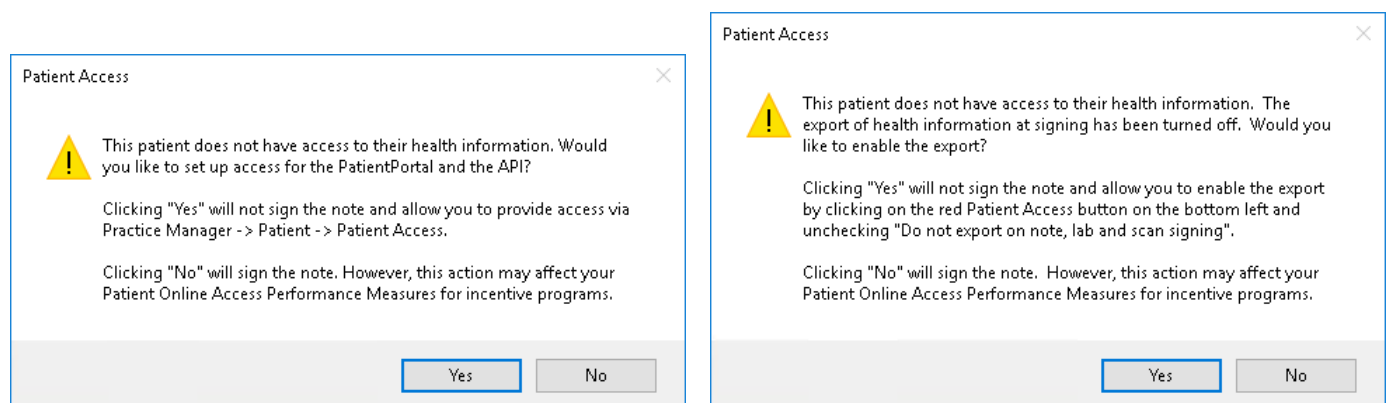 Patient Access
This patient does not have access to their health information. Would
you like to set up access for the PatientPortal and the API?
Clicking "Yes" will not sign the note and allow you to provide access via
Practice Manager -> Patient -> Patient Access.
Clicking "No" will sign the note. However, this action may affect your
Patient Online Access Performance Measures for incentive programs.
Yes
No
Patient Access
This patient does not have access to their health information.  The
export of health information at signing has been turned off.  Would you
like to enable the export?
Clicking "Yes" will not sign the note and allow you to enable the export
by clicking on the red Patient Access button on the bottom left and
unchecking "Do not export on note, lab and scan signing".
Clicking "No" will sign the note.  However, this action may affect your
Patient Online Access Performance Measures for incentive programs.
Yes
No